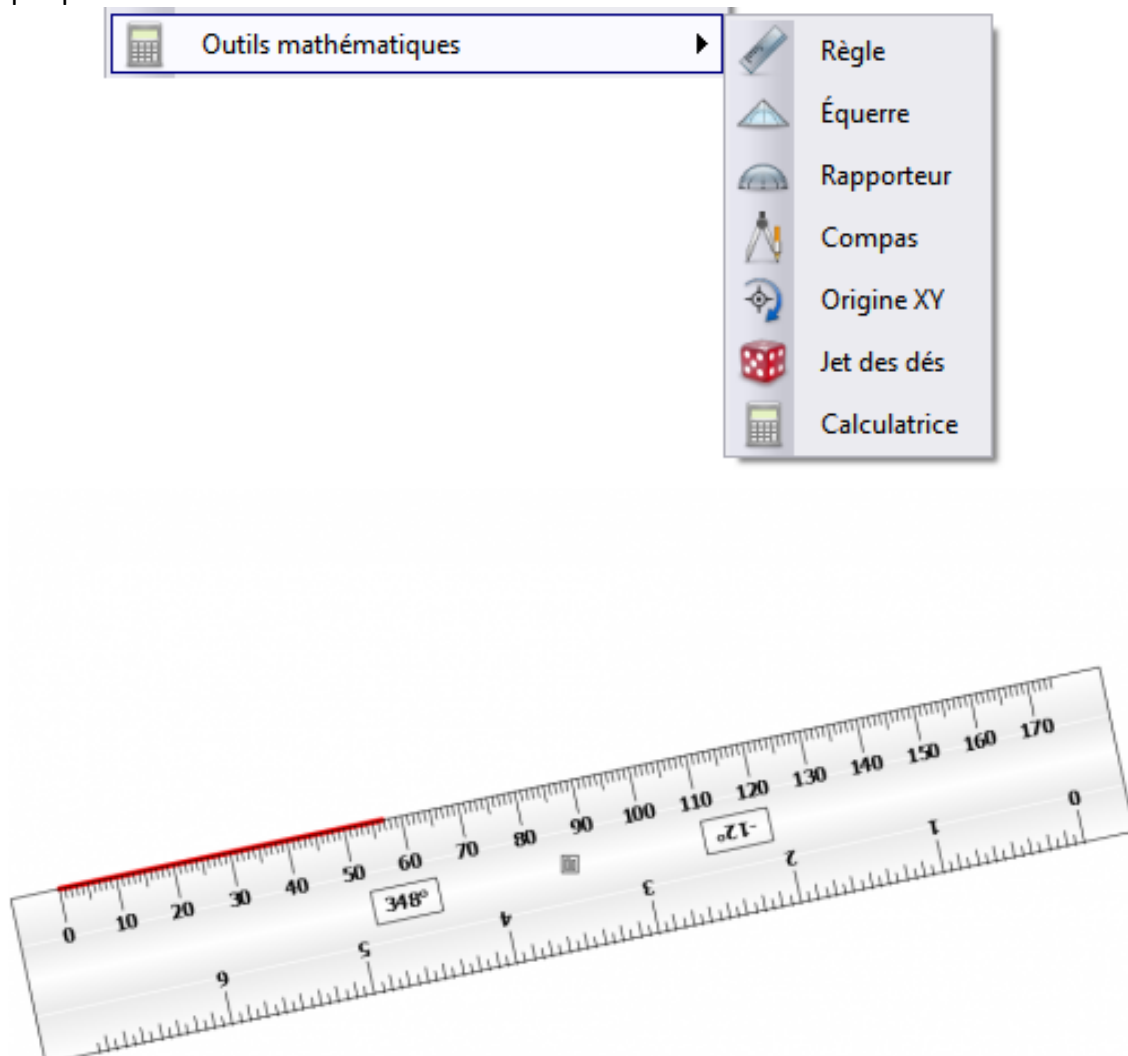 Outils mathématiques
Règle
Équerre
Rapporteur
Compas
Origine XY
Jet des dés
Calculatrice
0 10 20 30 40 50 60 70 80 90 100 110 120 130 140 150 160 170
348°
-12°
6 5 4 3 2 1 0